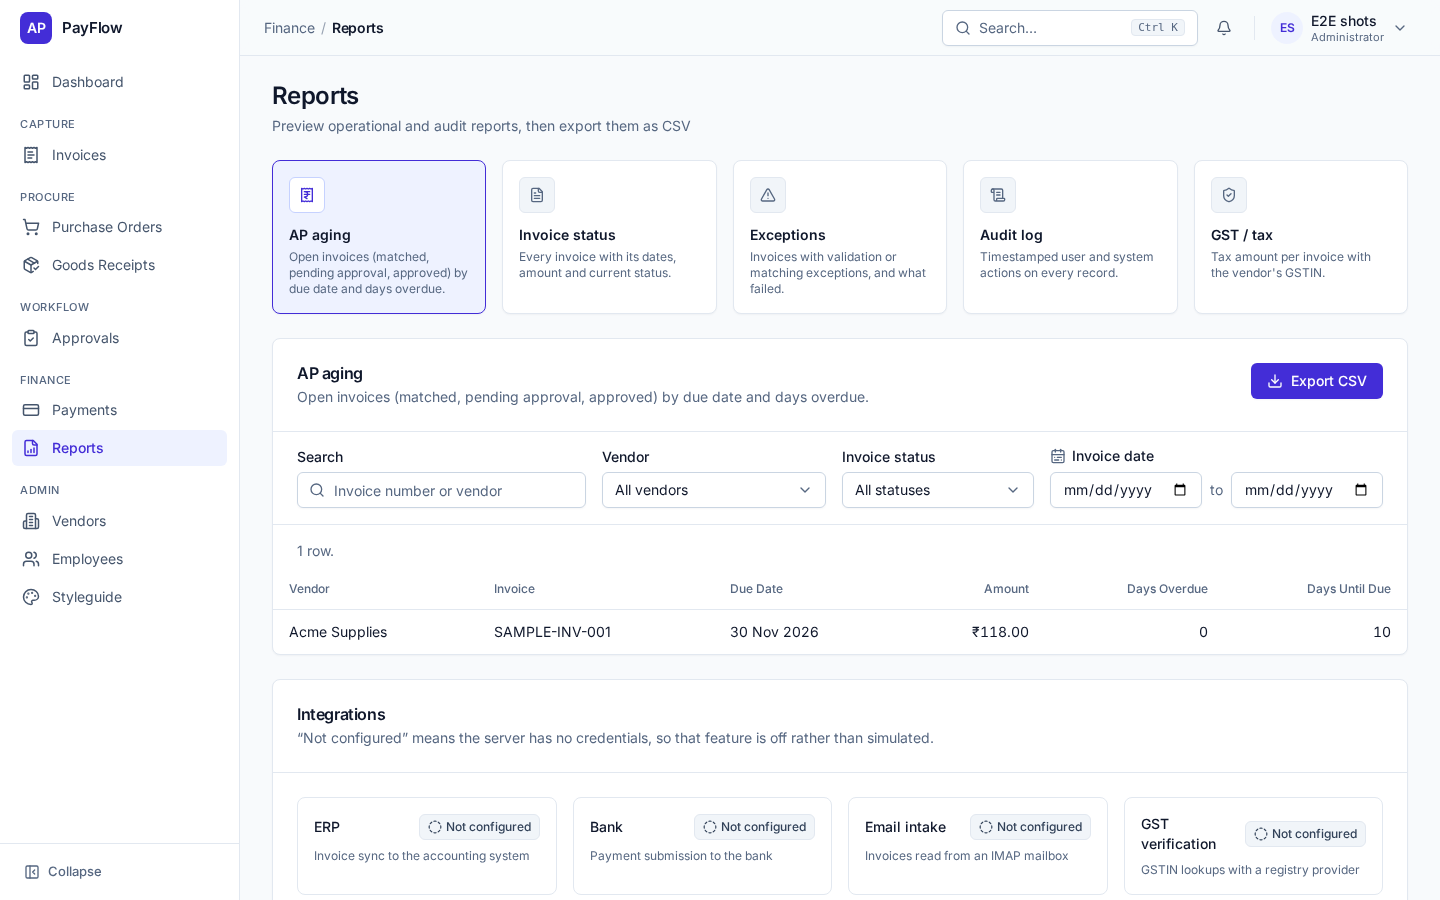 AP PayFlow
Finance / Reports
Search...
Ctrl K
ES
E2E shots
Administrator
Dashboard
CAPTURE
Invoices
PROCURE
Purchase Orders
Goods Receipts
WORKFLOW
Approvals
FINANCE
Payments
Reports
ADMIN
Vendors
Employees
Styleguide
Collapse
Reports
Preview operational and audit reports, then export them as CSV
AP aging
Open invoices (matched,
pending approval, approved) by
due date and days overdue.
Invoice status
Every invoice with its dates,
amount and current status.
Exceptions
Invoices with validation or
matching exceptions, and what
failed.
Audit log
Timestamped user and system
actions on every record.
GST / tax
Tax amount per invoice with
the vendor's GSTIN.
AP aging
Open invoices (matched, pending approval, approved) by due date and days overdue.
Export CSV
Search
Invoice number or vendor
Vendor
All vendors
Invoice status
All statuses
Invoice date
mm/dd/yyyy to mm/dd/yyyy
1 row.
Vendor Invoice Due Date Amount Days Overdue Days Until Due
Acme Supplies SAMPLE-INV-001 30 Nov 2026 ₹118.00 0 10
Integrations
“Not configured” means the server has no credentials, so that feature is off rather than simulated.
ERP
Not configured
Invoice sync to the accounting system
Bank
Not configured
Payment submission to the bank
Email intake
Not configured
Invoices read from an IMAP mailbox
GST
verification
Not configured
GSTIN lookups with a registry provider